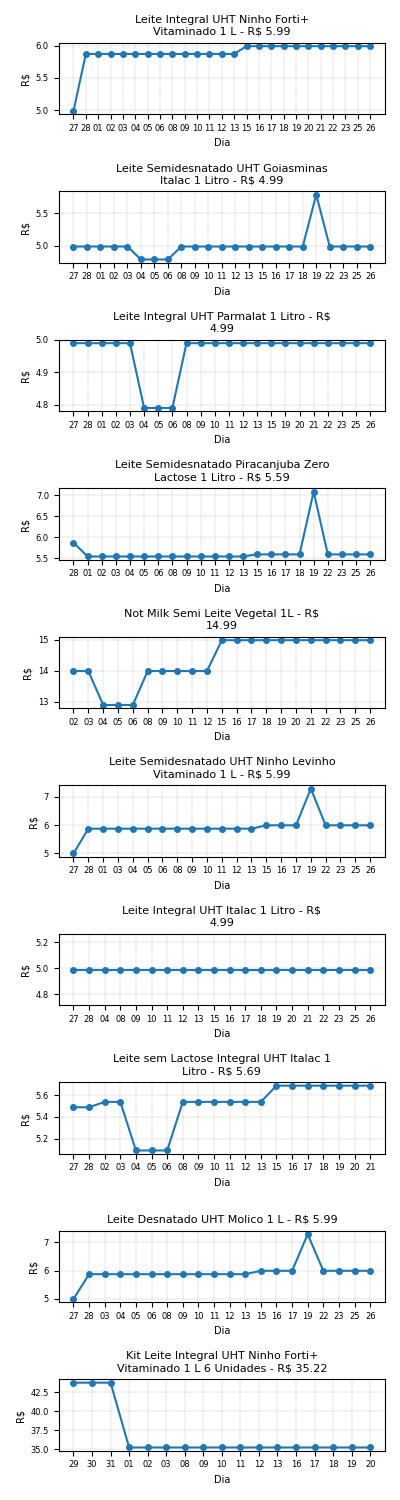 Leite Integral UHT Ninho Forti+
Vitaminado 1 L - R$ 5.99
6.0
5.5
5.0
R$
27 28 01 02 03 04 05 06 08 09 10 11 12 13 15 16 17 18 19 20 21 22 23 25 26
Dia
Leite Semidesnatado UHT Goiasminas
Italac 1 Litro - R$ 4.99
5.5
5.0
R$
27 28 01 02 03 04 05 06 08 09 10 11 12 13 15 16 17 18 19 22 23 25 26
Dia
Leite Integral UHT Parmalat 1 Litro - R$
4.99
5.0
4.9
4.8
R$
27 28 01 02 03 04 05 06 08 09 10 11 12 13 15 19 20 21 22 23 25 26
Dia
Leite Semidesnatado Piracanjuba Zero
Lactose 1 Litro - R$ 5.59
7.0
6.5
6.0
5.5
R$
28 01 02 03 04 05 06 08 09 10 11 12 13 15 16 17 18 19 22 23 25 26
Dia
Not Milk Semi Leite Vegetal 1L - R$
14.99
15
14
13
R$
02 03 04 05 06 08 09 10 11 12 15 16 17 18 19 20 21 22 23 25 26
Dia
Leite Semidesnatado UHT Ninho Levinho
Vitaminado 1 L - R$ 5.99
7
6
5
R$
27 28 01 02 03 04 05 06 08 09 10 11 12 13 15 16 17 19 22 23 25 26
Dia
Leite Integral UHT Italac 1 Litro - R$
4.99
5.2
5.0
4.8
R$
27 28 04 08 09 10 11 12 13 15 16 17 18 19 20 21 22 23 25 26
Dia
Leite sem Lactose Integral UHT Italac 1
Litro - R$ 5.69
5.6
5.4
5.2
R$
27 28 02 03 04 05 06 08 09 10 11 12 13 15 16 17 18 19 20 21
Dia
Leite Desnatado UHT Molico 1 L - R$ 5.99
7
6
5
R$
27 28 01 02 03 04 05 06 08 09 10 11 12 13 15 16 17 19 22 23 25 26
Dia
Kit Leite Integral UHT Ninho Forti+
Vitaminado 1 L 6 Unidades - R$ 35.22
42.5
40.0
37.5
35.0
R$
29 30 31 01 02 03 08 09 10 11 12 13 16 17 18 19 20
Dia